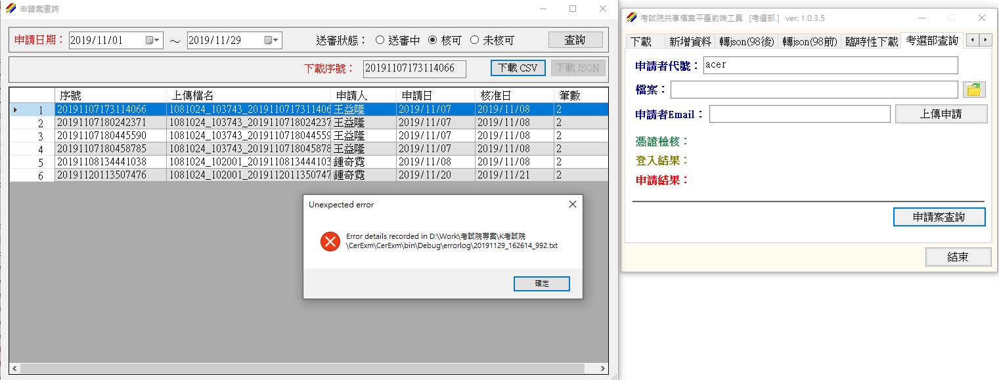 申請案查詢
申請日期： 2019/11/01 ～ 2019/11/29 送審狀態： 送審中 核可 未核可 查詢
下載序號： 20191107173114066 下載 CSV 下載 JSON
序號 上傳檔名 申請人 申請日 核准日 筆數
1 20191107173114066 1081024_103743_2019110717311406 王益隆 2019/11/07 2019/11/08 2
2 20191107180242371 1081024_103743_2019110718024237 王益隆 2019/11/07 2019/11/08 2
3 20191107180445590 1081024_103743_2019110718044559 王益隆 2019/11/07 2019/11/08 2
4 20191107180458785 1081024_103743_2019110718045878 王益隆 2019/11/07 2019/11/08 2
5 20191108134441038 1081024_102001_2019110813444103 鍾奇霓 2019/11/08 2019/11/08 2
6 20191120113507476 1081024_102001_2019112011350747 鍾奇霓 2019/11/20 2019/11/21 2
Unexpected error
Error details recorded in D:\Work\考試院專案\K考試院
\CerExm\CerExm\bin\Debug\errorlog\20191129_162614_992.txt
確定
考試院共享檔案平臺前端工具 [考選部.] ver: 1.0.3.5
下載 新增資料 轉json(98後) 轉json(98前) 臨時性下載 考選部查詢
申請者代號： acer
檔案：
申請者Email： 上傳申請
憑證檢核：
登入結果：
申請結果：
申請案查詢
結束